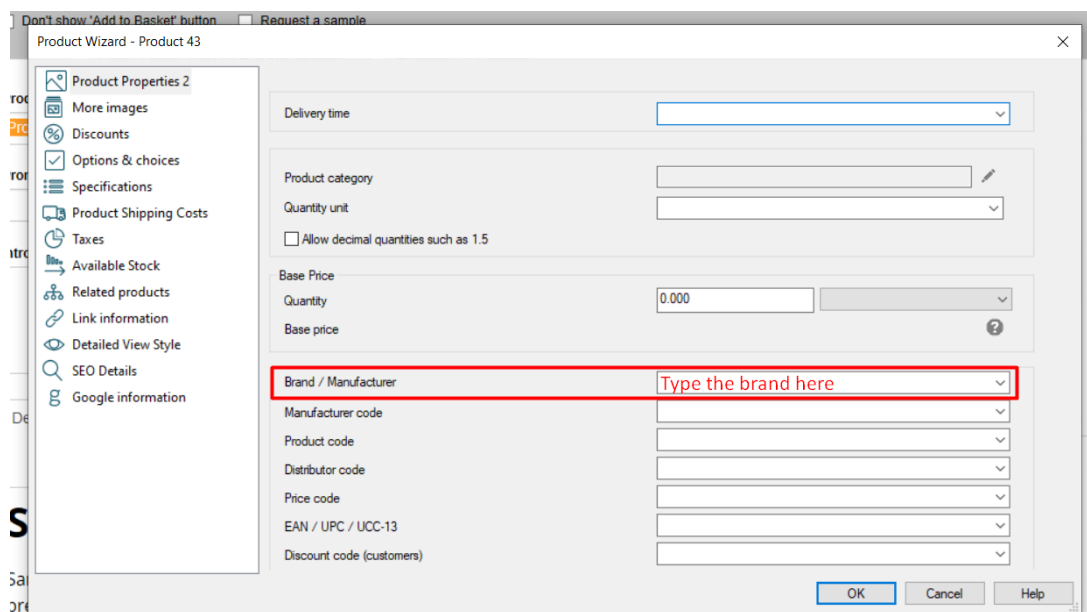 Don't show 'Add to Basket' button Request a sample
Product Wizard - Product 43
Product Properties 2
More images
Discounts
Options & choices
Specifications
Product Shipping Costs
Taxes
Available Stock
Related products
Link information
Detailed View Style
SEO Details
Google information
Delivery time
Product category
Quantity unit
Allow decimal quantities such as 1.5
Base Price
Quantity 0.000
Base price
Brand / Manufacturer Type the brand here
Manufacturer code
Product code
Distributor code
Price code
EAN / UPC / UCC-13
Discount code (customers)
OK Cancel Help